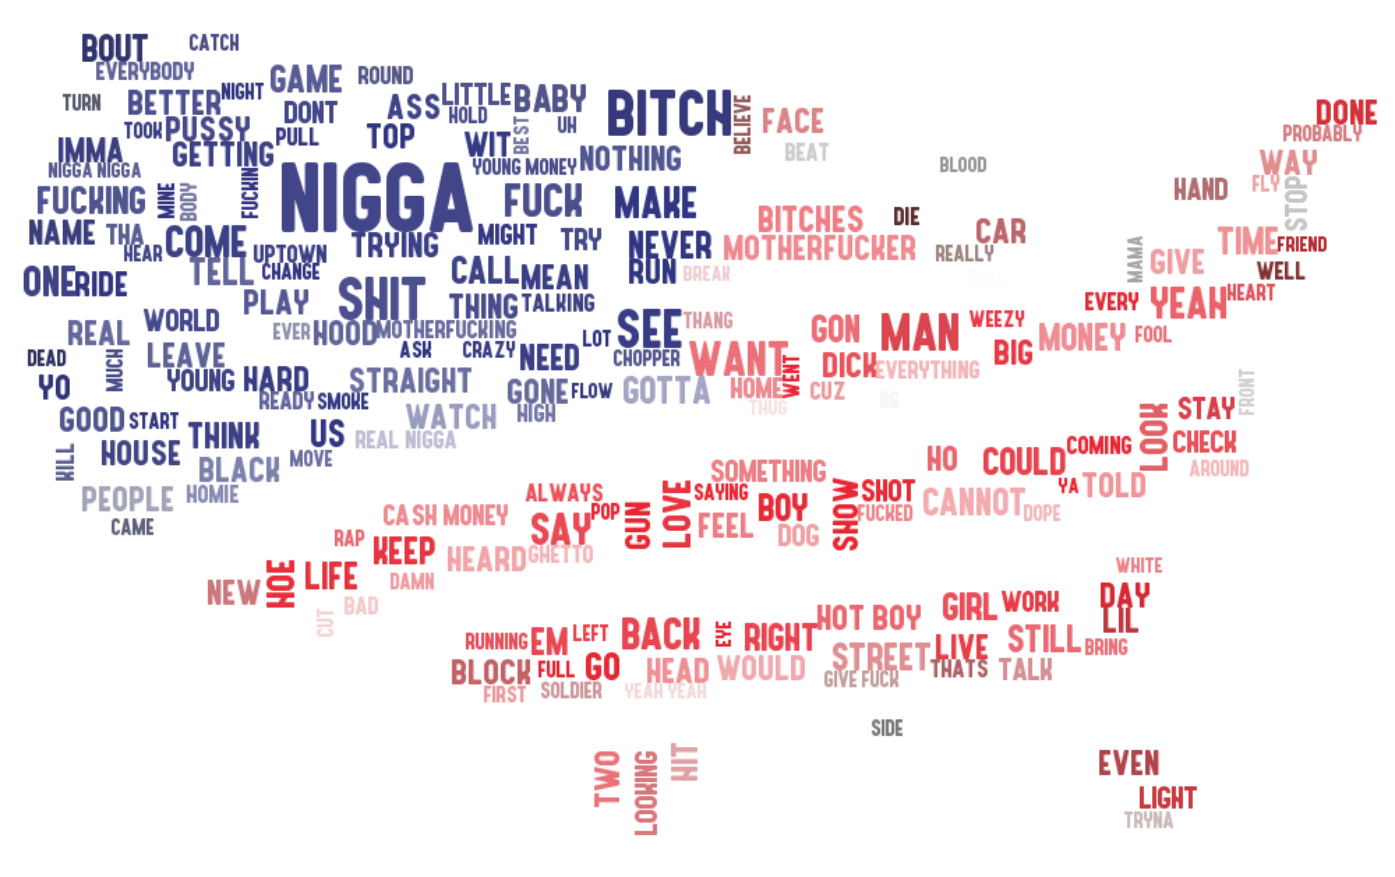 BOUT
CATCH
EVERYBODY
GAME
ROUND
TURN
BETTER
NIGHT
DONT
ASS
LITTLE
BABY
HOLD
BITCH
BELIEVE
FACE
DONE
PROBABLY
TOOK
PUSSY
PULL
TOP
WIT
BEST
UH
BEAT
IMMA
GETTING
YOUNG MONEY
NOTHING
BLOOD
WAY
NIGGA NIGGA
FUCKING
MINE
BODY
FUCKIN
NIGGA
FUCK
MAKE
HAND
FLY
STOP
BITCHES
DIE
CAR
NAME
THA
HEAR
COME
UPTOWN
TRYING
MIGHT
TRY
NEVER
MOTHERFUCKER
REALLY
MAMA
GIVE
TIME
FRIEND
ONE
RIDE
TELL
CHANGE
CALL
MEAN
RUN
BREAK
WELL
PLAY
SHIT
THING
TALKING
EVERY
YEAH
HEART
REAL
WORLD
EVER
HOOD
MOTHERFUCKING
LOT
SEE
THANG
GON
MAN
WEEZY
MONEY
FOOL
DEAD
MUCH
LEAVE
ASK
CRAZY
NEED
CHOPPER
WANT
WENT
DICK
EVERYTHING
BIG
YO
YOUNG
HARD
STRAIGHT
GONE
FLOW
GOTTA
HOME
CUZ
BG
FRONT
READY
SMOKE
THUG
GOOD
START
WATCH
HIGH
LOOK
STAY
KILL
HOUSE
THINK
US
REAL NIGGA
COMING
CHECK
BLACK
MOVE
SOMETHING
HO
COULD
AROUND
PEOPLE
HOMIE
ALWAYS
SAYING
SHOW
SHOT
YA
TOLD
CAME
CASH MONEY
SAY
POP
GUN
LOVE
FEEL
BOY
DOG
FUCKED
CANNOT
DOPE
RAP
KEEP
HEARD
GHETTO
NEW
HOE
LIFE
DAMN
WHITE
CUT
BAD
GIRL
WORK
DAY
LIL
RUNNING
EM
LEFT
BACK
EYE
RIGHT
HOT BOY
STILL
BRING
BLOCK
FULL
GO
HEAD
WOULD
STREET
LIVE
THATS
TALK
FIRST
SOLDIER
YEAH YEAH
GIVE FUCK
SIDE
TWO
LOOKING
HIT
EVEN
LIGHT
TRYNA